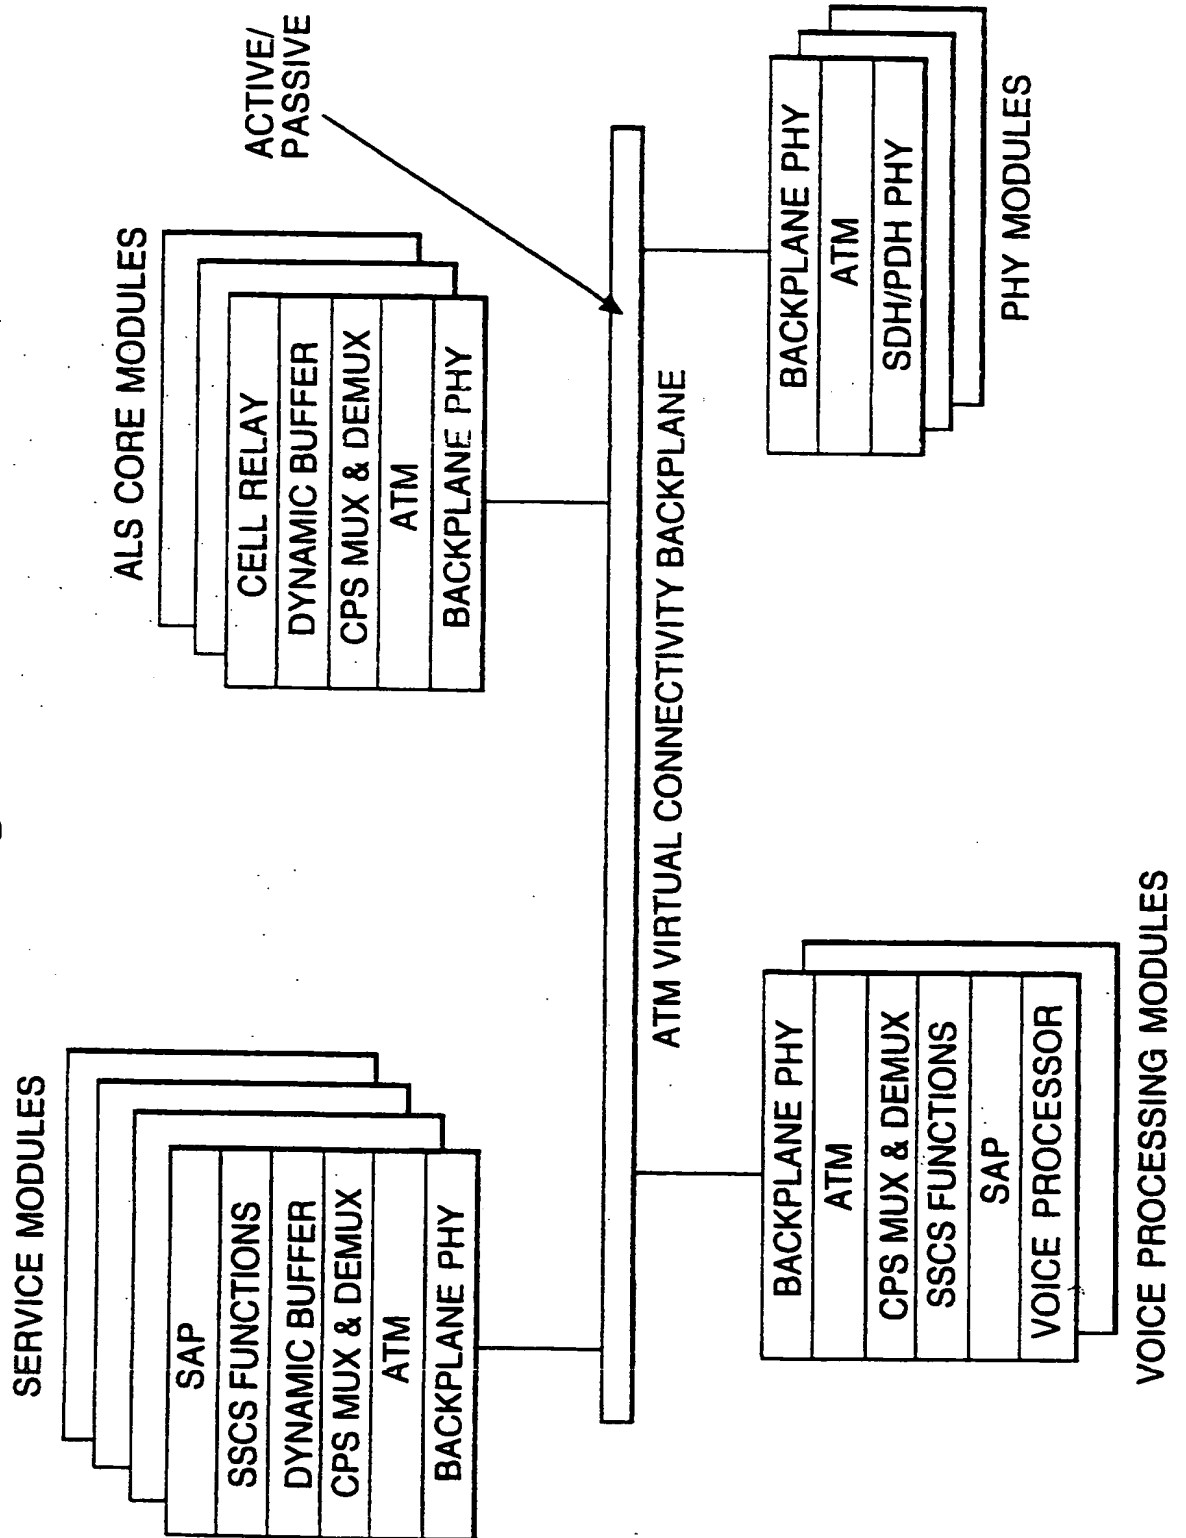 SERVICE MODULES
SAP
SSCS FUNCTIONS
DYNAMIC BUFFER
CPS MUX & DEMUX
ATM
BACKPLANE PHY
ALS CORE MODULES
CELL RELAY
DYNAMIC BUFFER
CPS MUX & DEMUX
ATM
BACKPLANE PHY
ACTIVE/
PASSIVE
ATM VIRTUAL CONNECTIVITY BACKPLANE
BACKPLANE PHY
ATM
CPS MUX & DEMUX
SSCS FUNCTIONS
SAP
VOICE PROCESSOR
VOICE PROCESSING MODULES
BACKPLANE PHY
ATM
SDH/PDH PHY
PHY MODULES